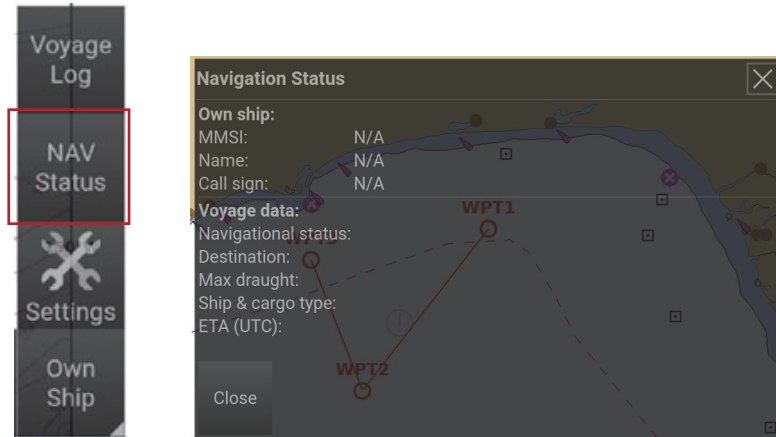 Voyage
Log
NAV
Status
Settings
Own
Ship
Navigation Status
Own ship:
MMSI: N/A
Name: N/A
Call sign: N/A
Voyage data:
WPT1
Navigational status:
Destination:
Max draught:
Ship & cargo type:
ETA (UTC):
WPT2
Close